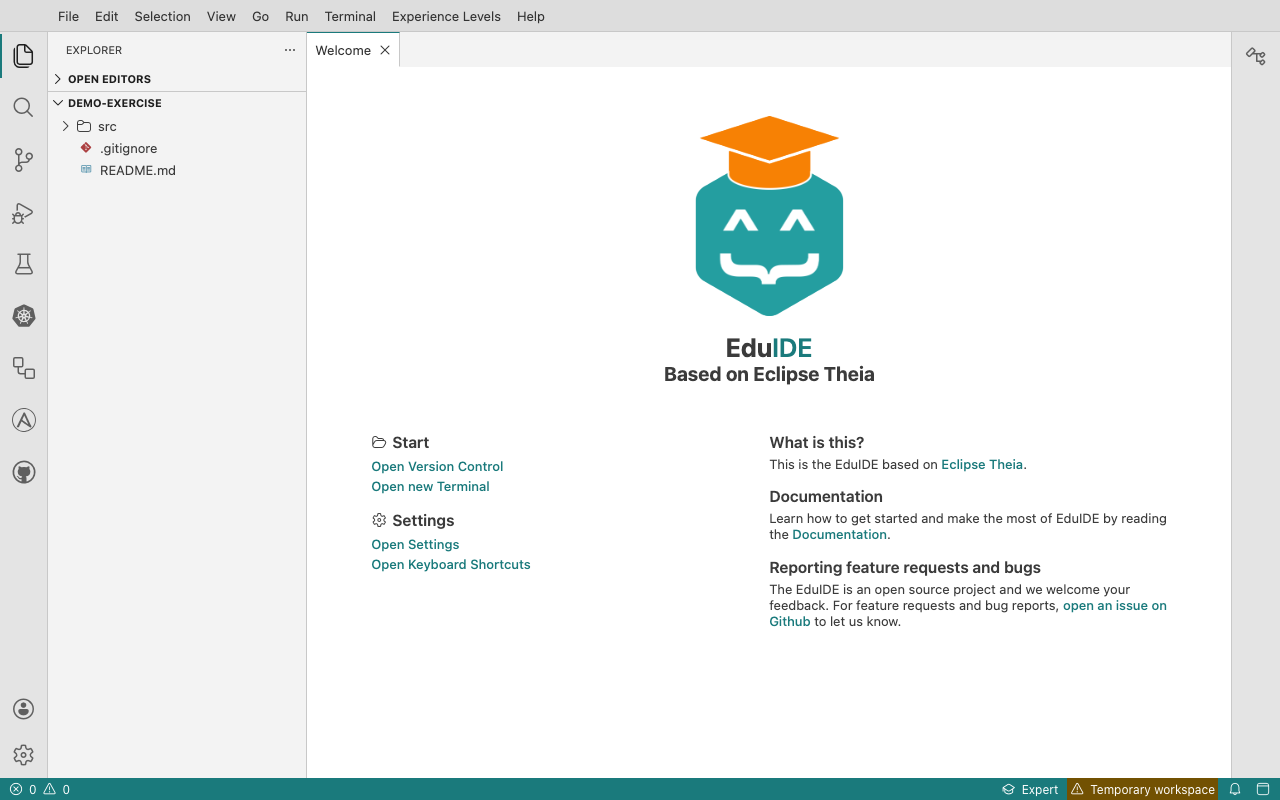 File Edit Selection View Go Run Terminal Experience Levels Help
EXPLORER
OPEN EDITORS
DEMO-EXERCISE
src
.gitignore
README.md
Welcome
EduIDE
Based on Eclipse Theia
Start
Open Version Control
Open new Terminal
Settings
Open Settings
Open Keyboard Shortcuts
What is this?
This is the EduIDE based on Eclipse Theia.
Documentation
Learn how to get started and make the most of EduIDE by reading
the Documentation.
Reporting feature requests and bugs
The EduIDE is an open source project and we welcome your
feedback. For feature requests and bug reports, open an issue on
Github to let us know.
0 0 Expert Temporary workspace